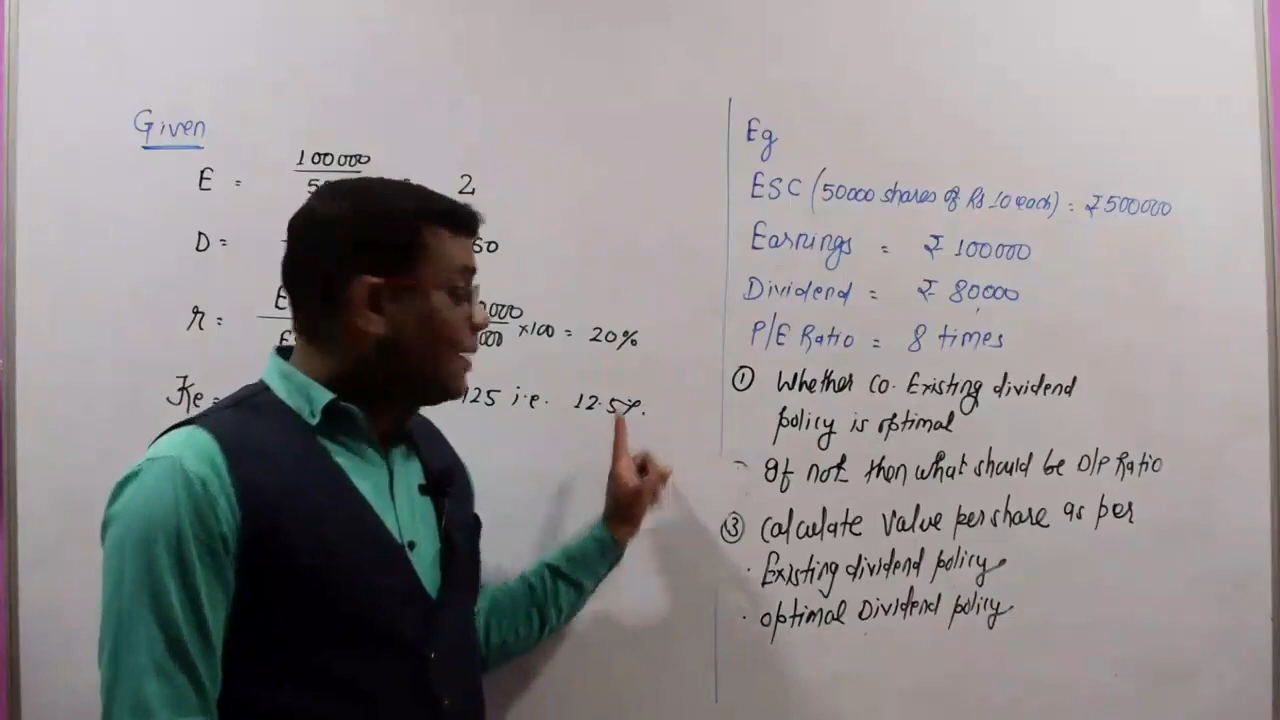 Given
E = 100000 2
D =
r = ×100 = 20%
Ke = 125 i.e. 12.5%.
Eg
ESC (50000 shares of Rs 10 each) = ₹500000
Earnings = ₹ 100000
Dividend = ₹ 80000
P/E Ratio = 8 times
① Whether Co. Existing dividend
policy is optimal
If not then what should be D/P Ratio
③ Calculate value per share as per
· Existing dividend policy
· optimal Dividend policy